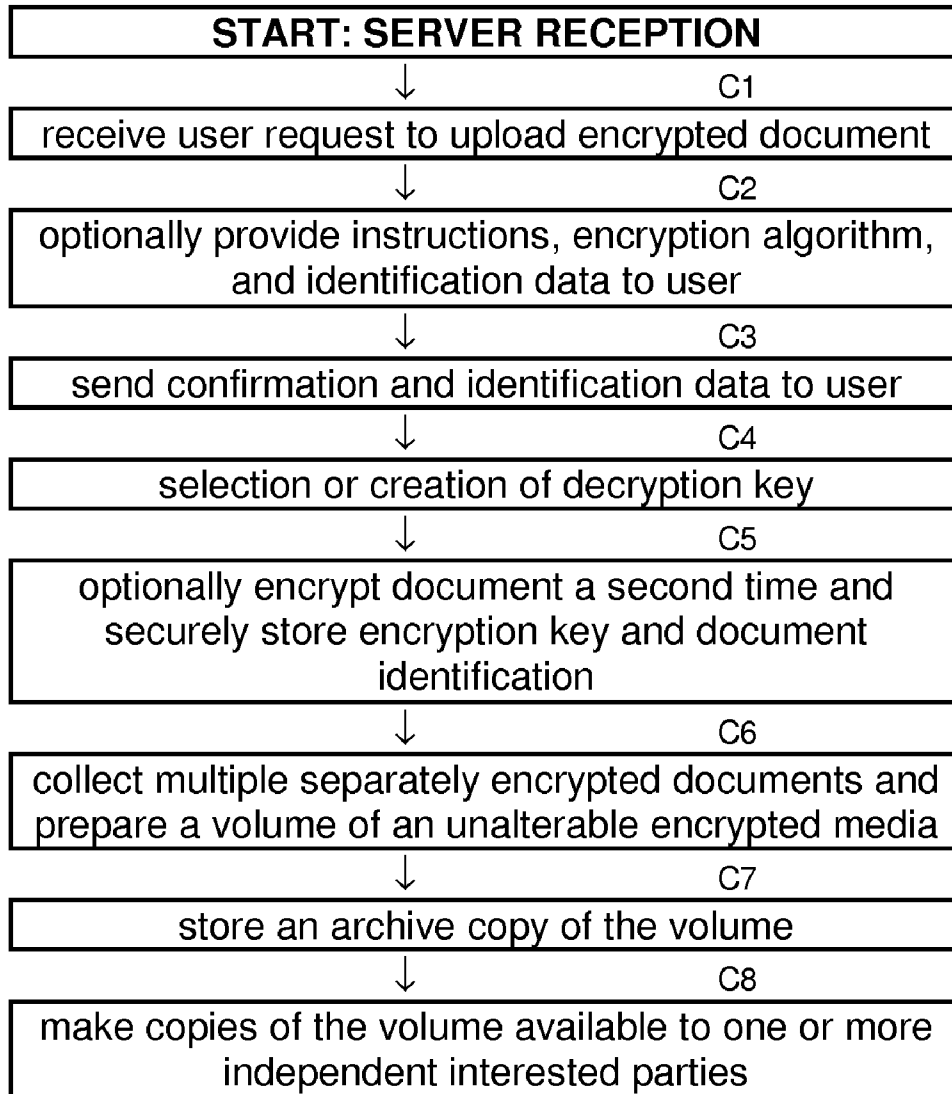 START: SERVER RECEPTION
↓ C1
receive user request to upload encrypted document
↓ C2
optionally provide instructions, encryption algorithm,
and identification data to user
↓ C3
send confirmation and identification data to user
↓ C4
selection or creation of decryption key
↓ C5
optionally encrypt document a second time and
securely store encryption key and document
identification
↓ C6
collect multiple separately encrypted documents and
prepare a volume of an unalterable encrypted media
↓ C7
store an archive copy of the volume
↓ C8
make copies of the volume available to one or more
independent interested parties